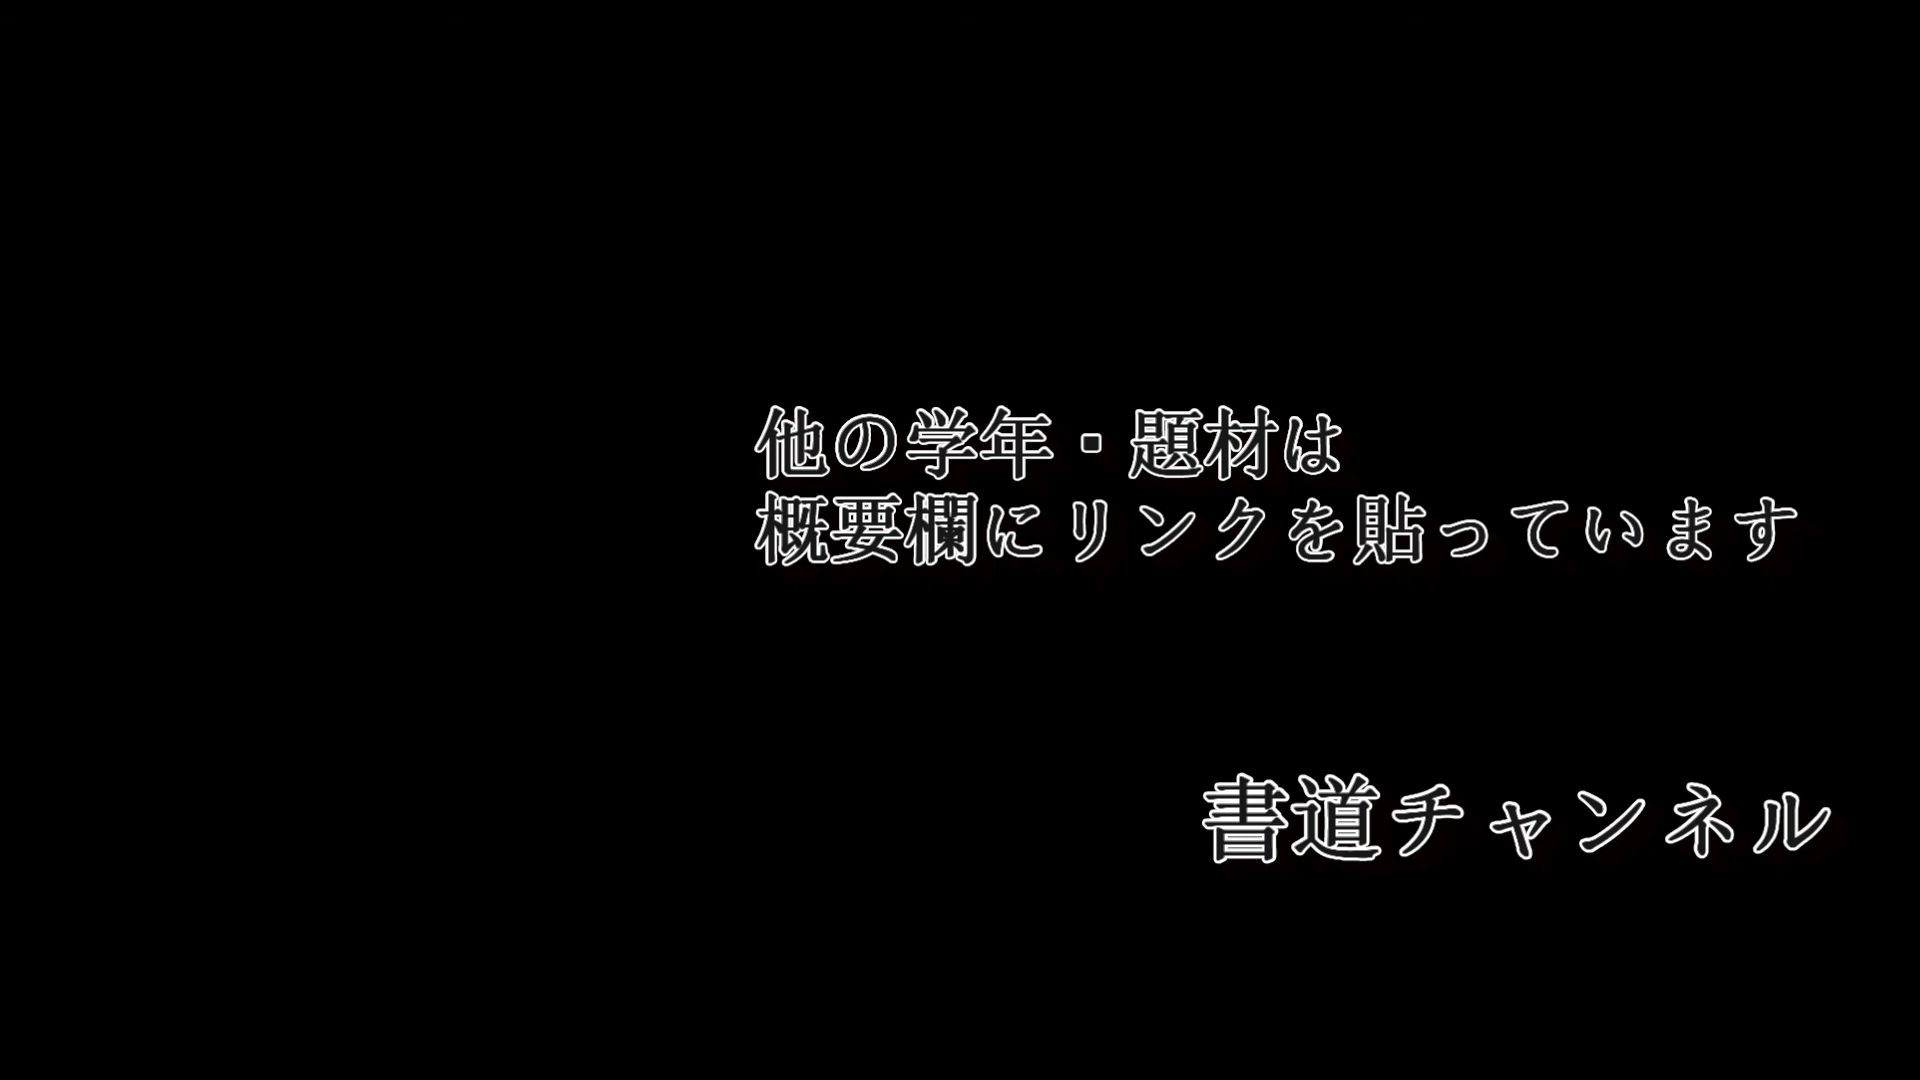 他の学年・題材は
概要欄にリンクを貼っています
書道チャンネル